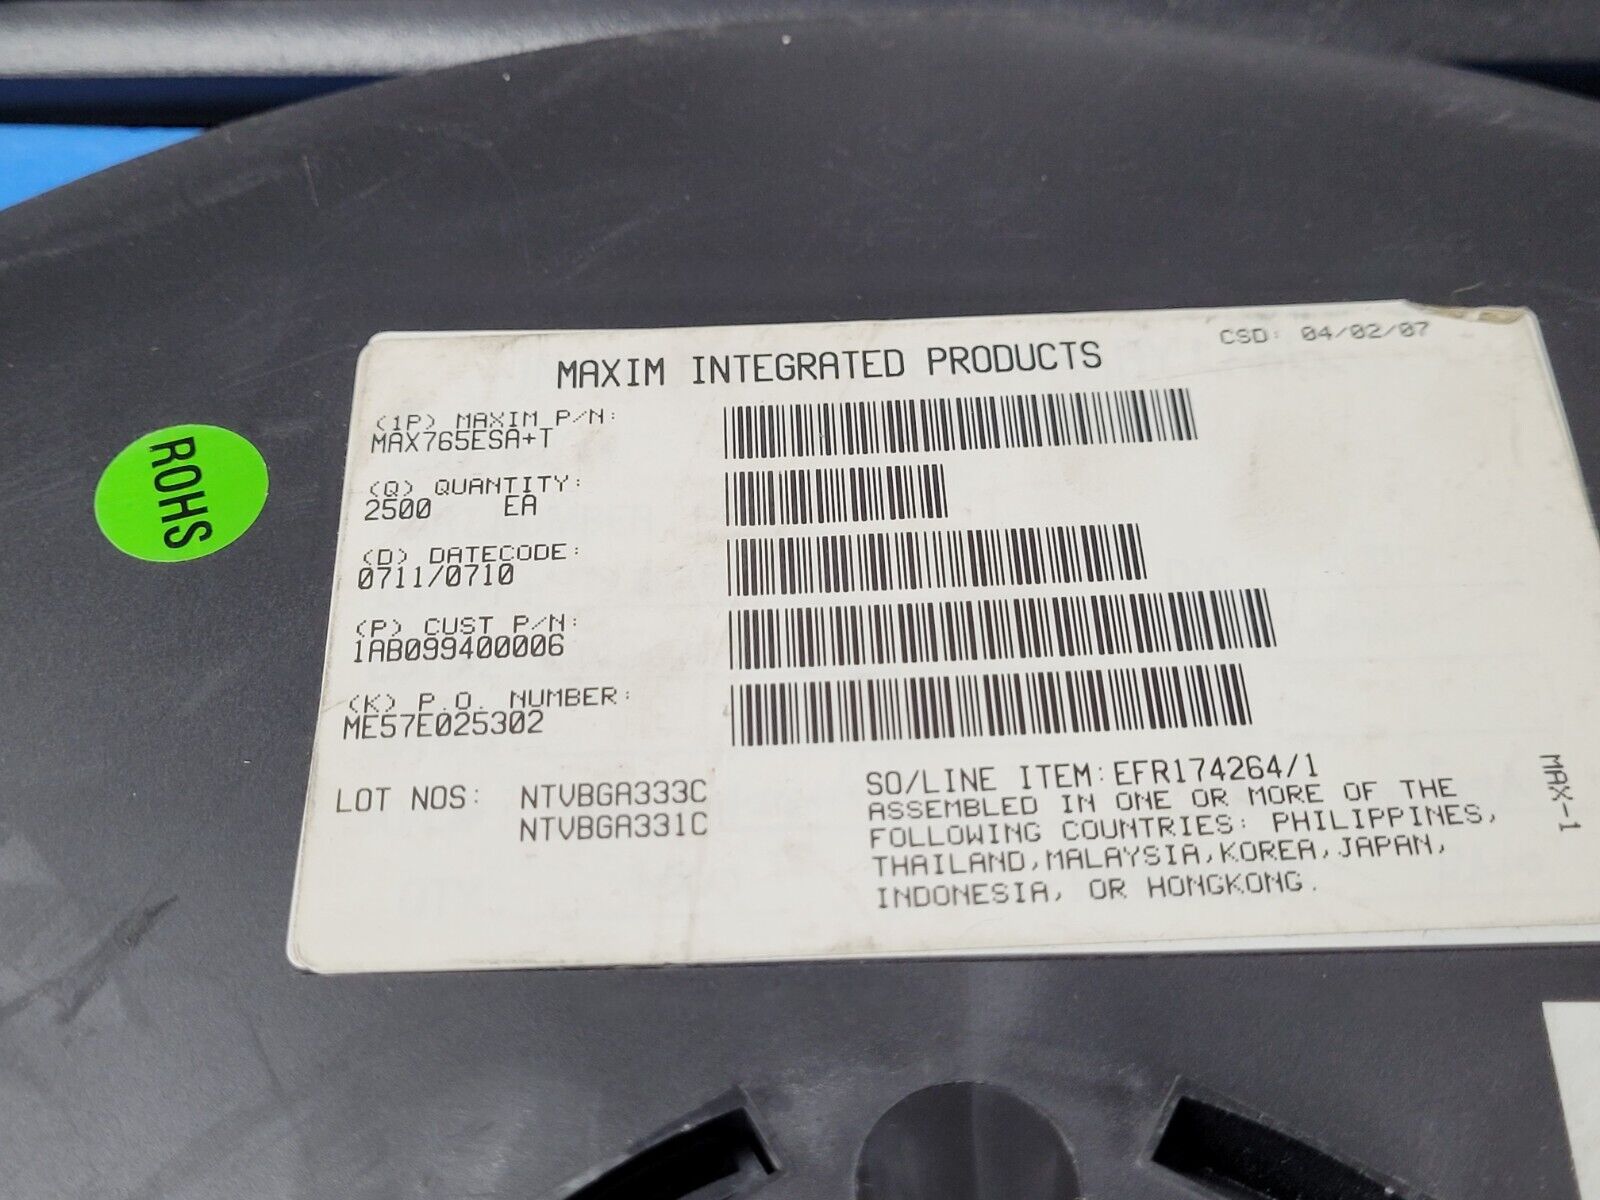 CSD: 04/02/07
MAXIM INTEGRATED PRODUCTS
(1P) MAXIM P/N:
MAX765ESA+T
(Q) QUANTITY:
2500 EA
(D) DATECODE:
0711/0710
(P) CUST P/N:
1AB099400006
(K) P.O. NUMBER:
ME57E025302
LOT NOS: NTVBGA333C
NTVBGA331C
SO/LINE ITEM:EFR174264/1
ASSEMBLED IN ONE OR MORE OF THE
FOLLOWING COUNTRIES: PHILIPPINES,
THAILAND,MALAYSIA,KOREA,JAPAN,
INDONESIA, OR HONGKONG.
MAX-1
ROHS